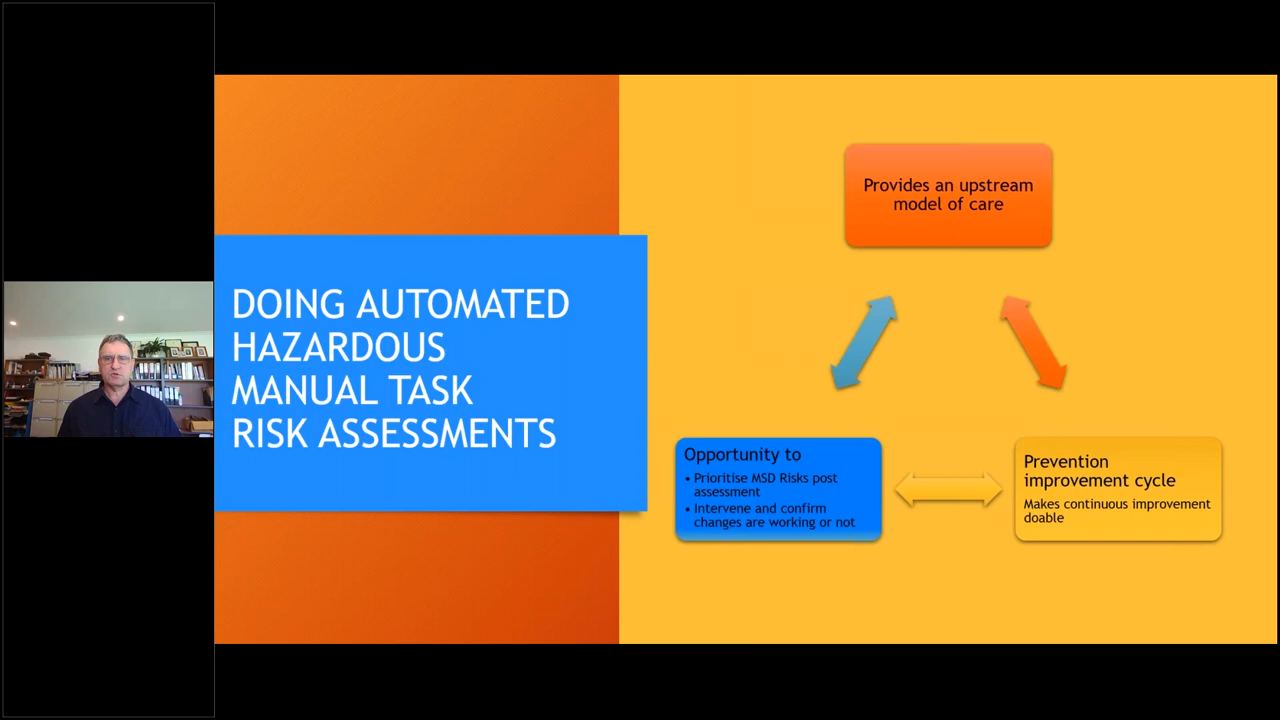 DOING AUTOMATED
HAZARDOUS
MANUAL TASK
RISK ASSESSMENTS
Provides an upstream
model of care
Opportunity to
• Prioritise MSD Risks post
assessment
• Intervene and confirm
changes are working or not
Prevention
improvement cycle
Makes continuous improvement
doable